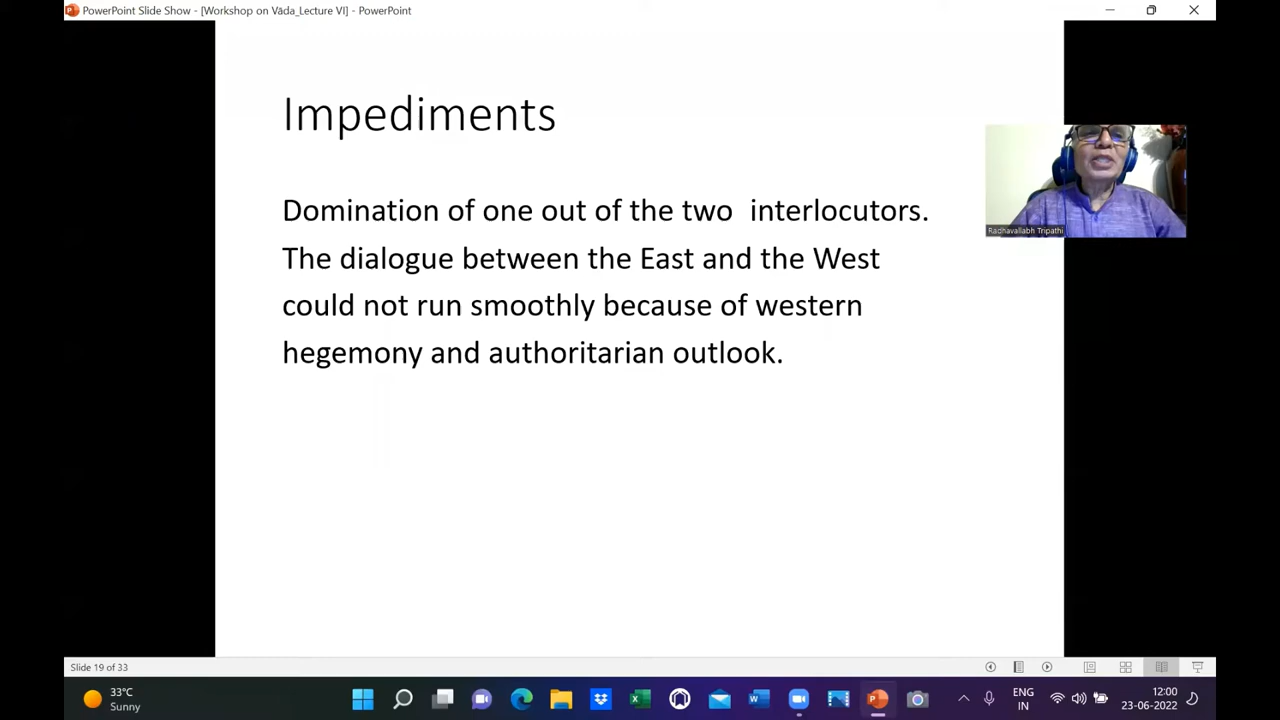 PowerPoint Slide Show - [Workshop on Vāda_Lecture VI] - PowerPoint
Impediments
Domination of one out of the two  interlocutors.
The dialogue between the East and the West
could not run smoothly because of western
hegemony and authoritarian outlook.
Radhavallabh Tripathi
Slide 19 of 33
33°C
Sunny
ENG
IN
12:00
23-06-2022